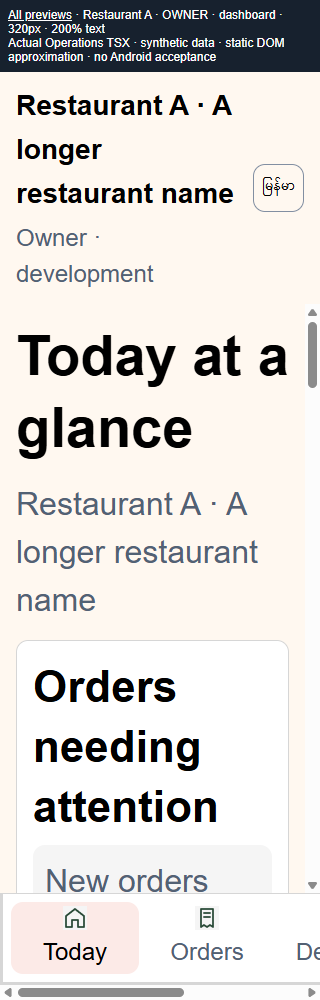 All previews · Restaurant A · OWNER · dashboard ·
320px · 200% text
Actual Operations TSX · synthetic data · static DOM
approximation · no Android acceptance
Restaurant A · A
longer
restaurant name
မြန်မာ
Owner ·
development
Today at a
glance
Restaurant A · A
longer restaurant
name
Orders
needing
attention
New orders
Today
Orders
De